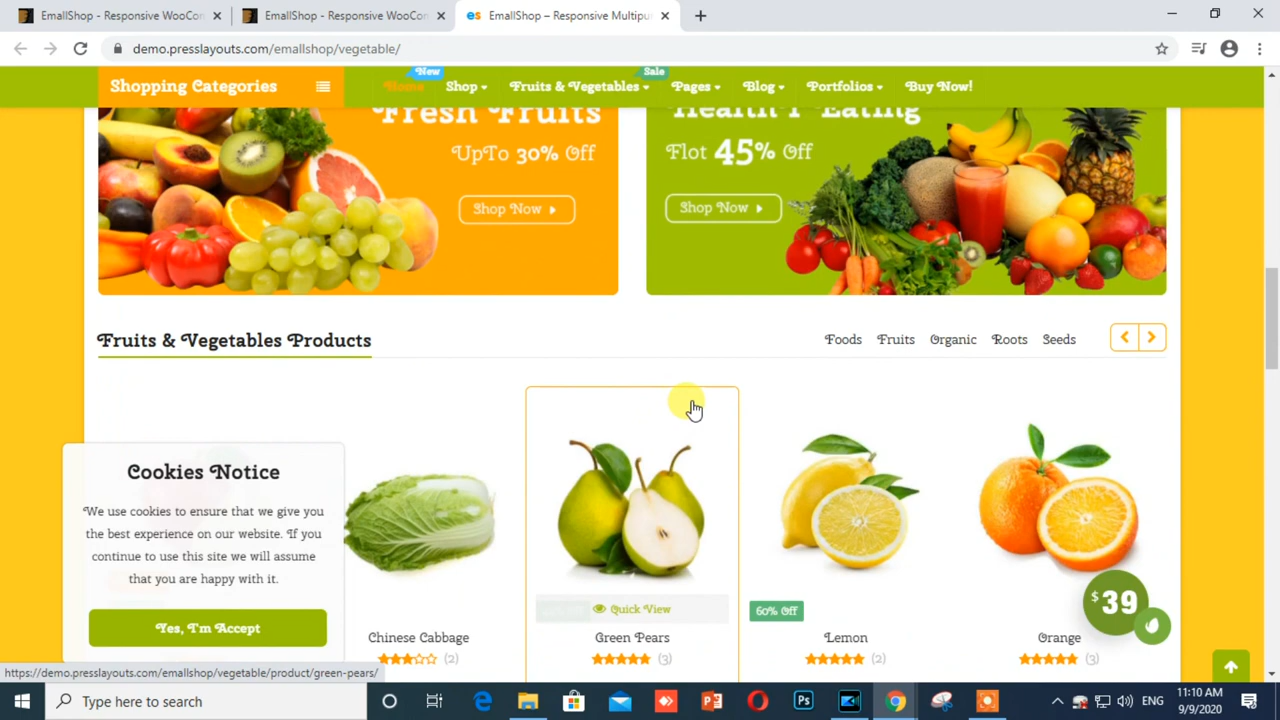 EmallShop - Responsive WooCon
EmallShop - Responsive WooCon
es EmallShop – Responsive Multipu
demo.presslayouts.com/emallshop/vegetable/
New
Sale
Shopping Categories
Home
Shop
Fruits & Vegetables
Pages
Blog
Portfolios
Buy Now!
Fresh Fruits
UpTo 30% Off
Shop Now
Healthy Eating
Flot 45% Off
Shop Now
Fruits & Vegetables Products
Foods
Fruits
Organic
Roots
Seeds
Cookies Notice
We use cookies to ensure that we give you
the best experience on our website. If you
continue to use this site we will assume
that you are happy with it.
Yes, I'm Accept
Quick View
60% Off
$39
Chinese Cabbage
Green Pears
Lemon
Orange
(2)
(3)
(2)
(3)
https://demo.presslayouts.com/emallshop/vegetable/product/green-pears/
Type here to search
Ps
ENG
11:10 AM
9/9/2020